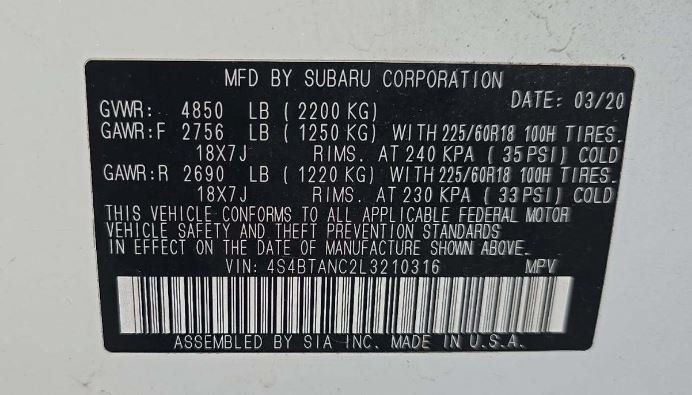 MFD BY SUBARU CORPORATION
DATE: 03/20
GVWR: 4850 LB ( 2200 KG)
GAWR:F 2756 LB ( 1250 KG) WITH 225/60R18 100H TIRES.
18X7J RIMS. AT 240 KPA ( 35 PSI) COLD
GAWR:R 2690 LB ( 1220 KG) WITH 225/60R18 100H TIRES.
18X7J RIMS. AT 230 KPA ( 33 PSI) COLD
THIS VEHICLE CONFORMS TO ALL APPLICABLE FEDERAL MOTOR
VEHICLE SAFETY AND THEFT PREVENTION STANDARDS
IN EFFECT ON THE DATE OF MANUFACTURE SHOWN ABOVE.
VIN: 4S4BTANC2L3210316 MPV
ASSEMBLED BY SIA INC. MADE IN U.S.A.